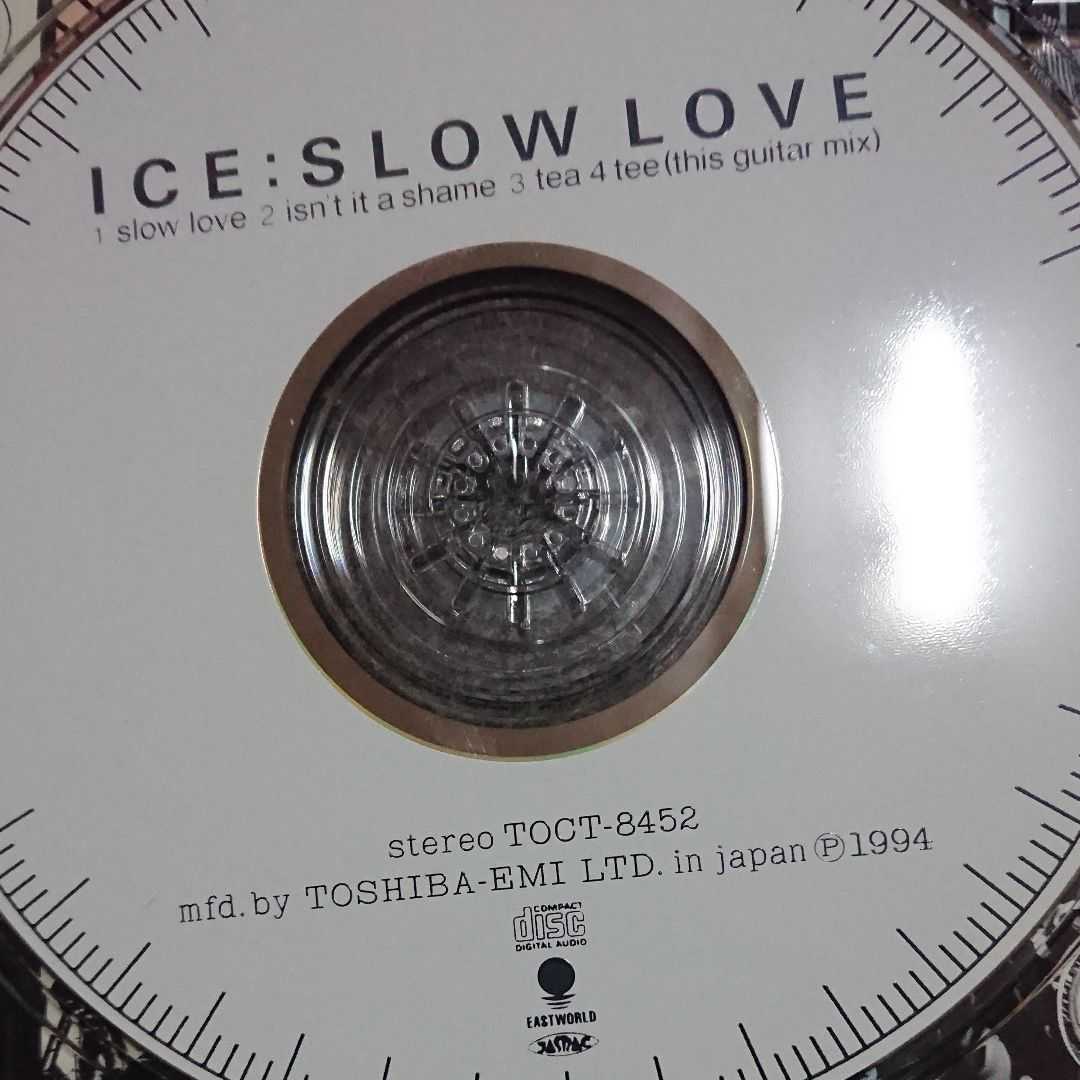 ICE:SLOW LOVE
1 slow love 2 isn't it a shame 3 tea 4 tee(this guitar mix)
stereo TOCT-8452
mfd. by TOSHIBA-EMI LTD. in japan Ⓟ1994
COMPACT
disc
DIGITAL AUDIO
EASTWORLD
JASRAC